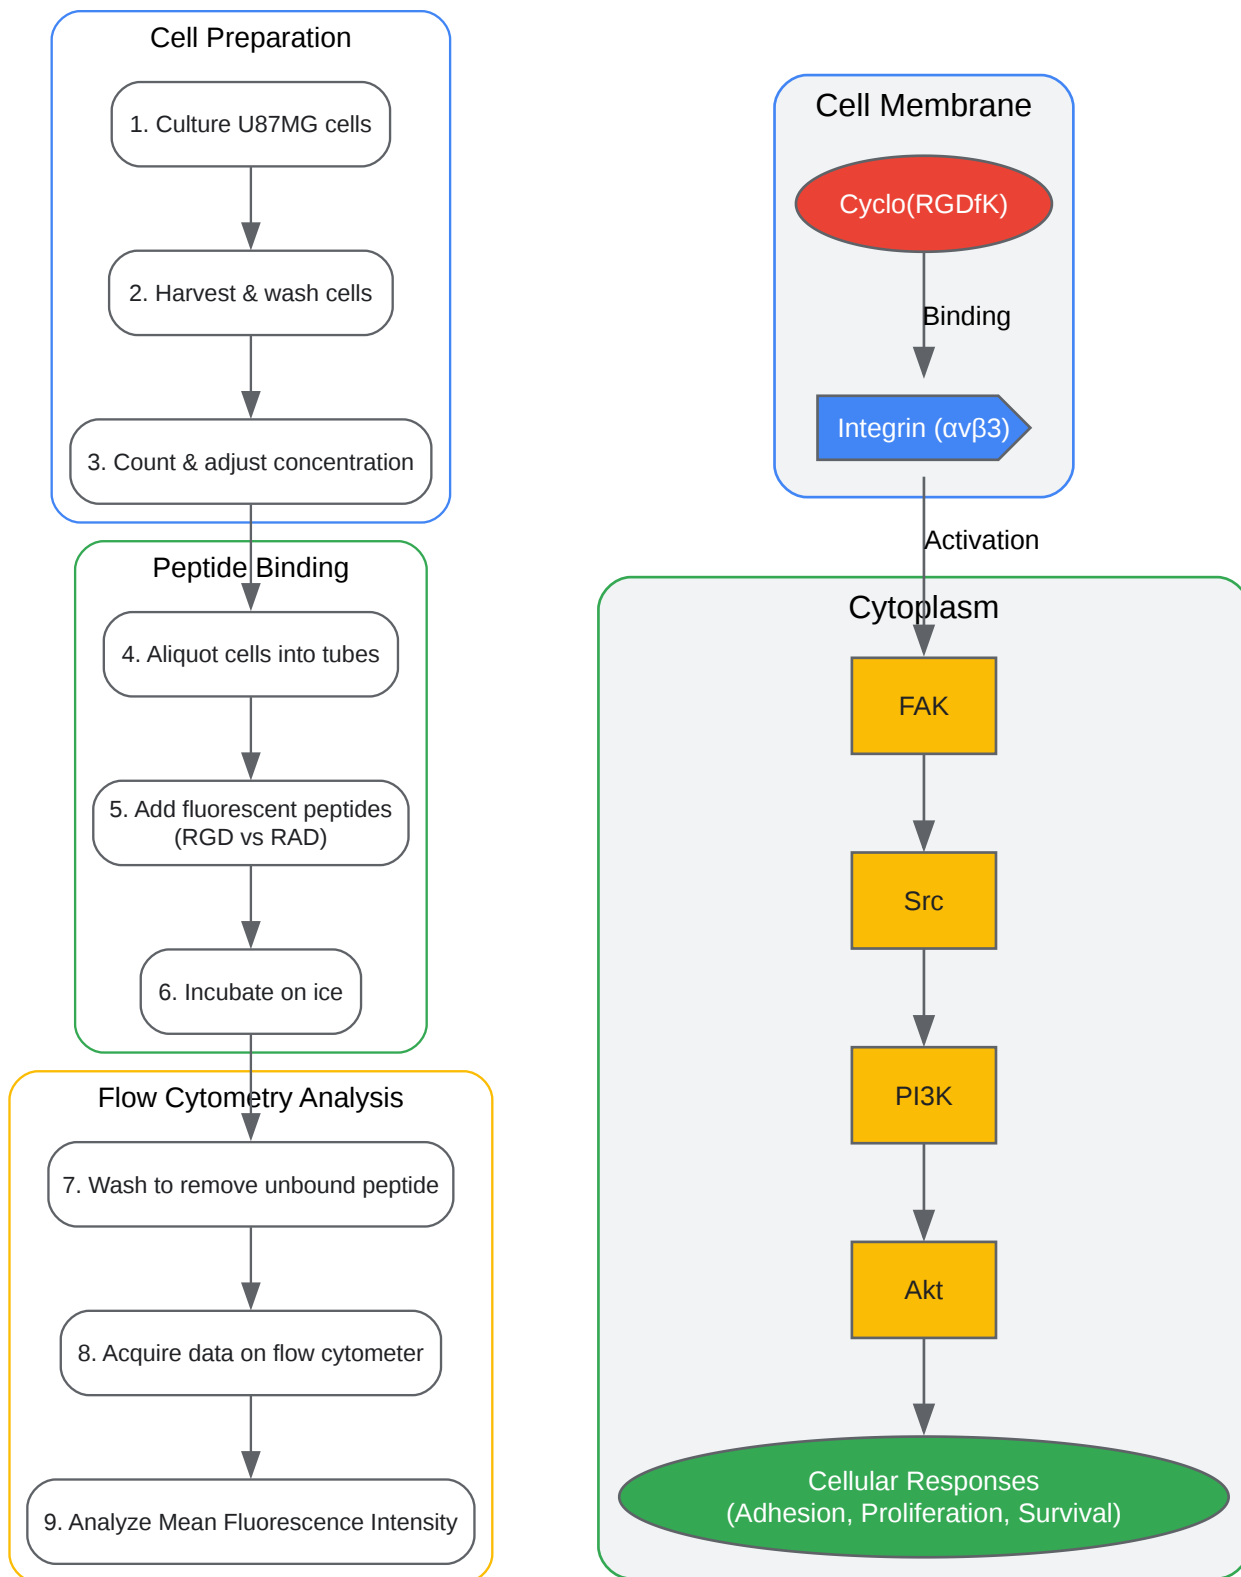 Cell Preparation
1. Culture U87MG cells
2. Harvest & wash cells
3. Count & adjust concentration
Peptide Binding
4. Aliquot cells into tubes
5. Add fluorescent peptides
(RGD vs RAD)
6. Incubate on ice
Flow Cytometry Analysis
7. Wash to remove unbound peptide
8. Acquire data on flow cytometer
9. Analyze Mean Fluorescence Intensity
Cell Membrane
Cyclo(RGDfK)
Binding
Integrin (αvβ3)
Activation
Cytoplasm
FAK
Src
PI3K
Akt
Cellular Responses
(Adhesion, Proliferation, Survival)